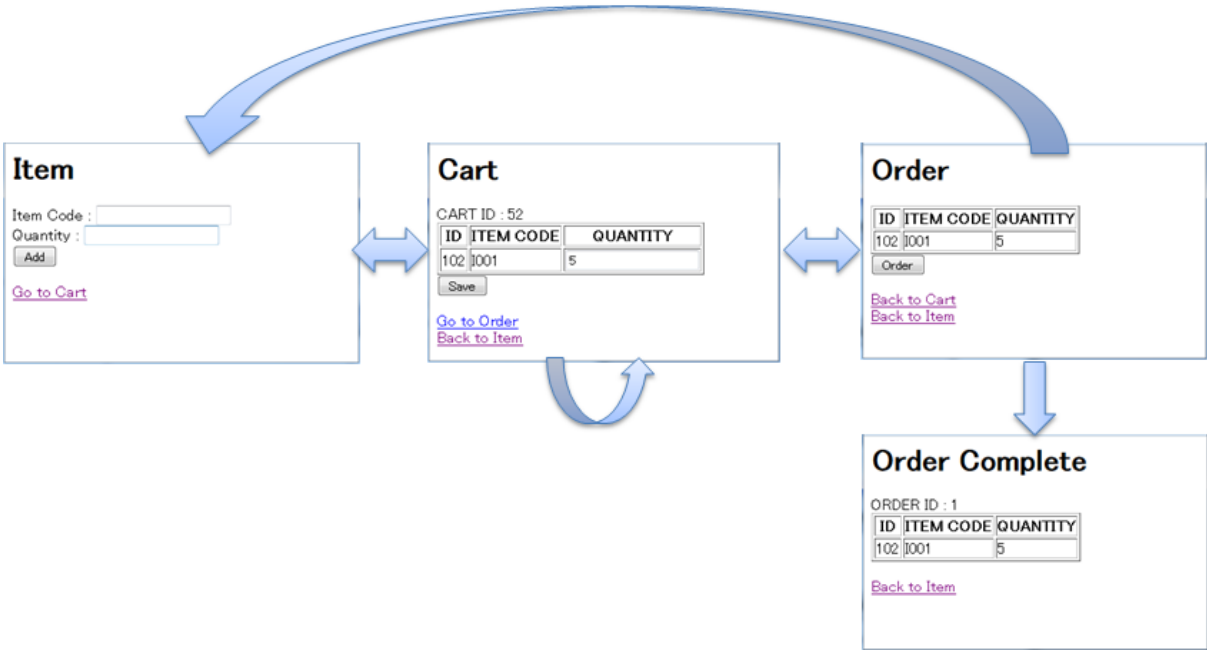 Item
Item Code :
Quantity :
Add
Go to Cart
Cart
CART ID : 52
ID ITEM CODE QUANTITY
102 I001 5
Save
Go to Order
Back to Item
Order
ID ITEM CODE QUANTITY
102 I001 5
Order
Back to Cart
Back to Item
Order Complete
ORDER ID : 1
ID ITEM CODE QUANTITY
102 I001 5
Back to Item